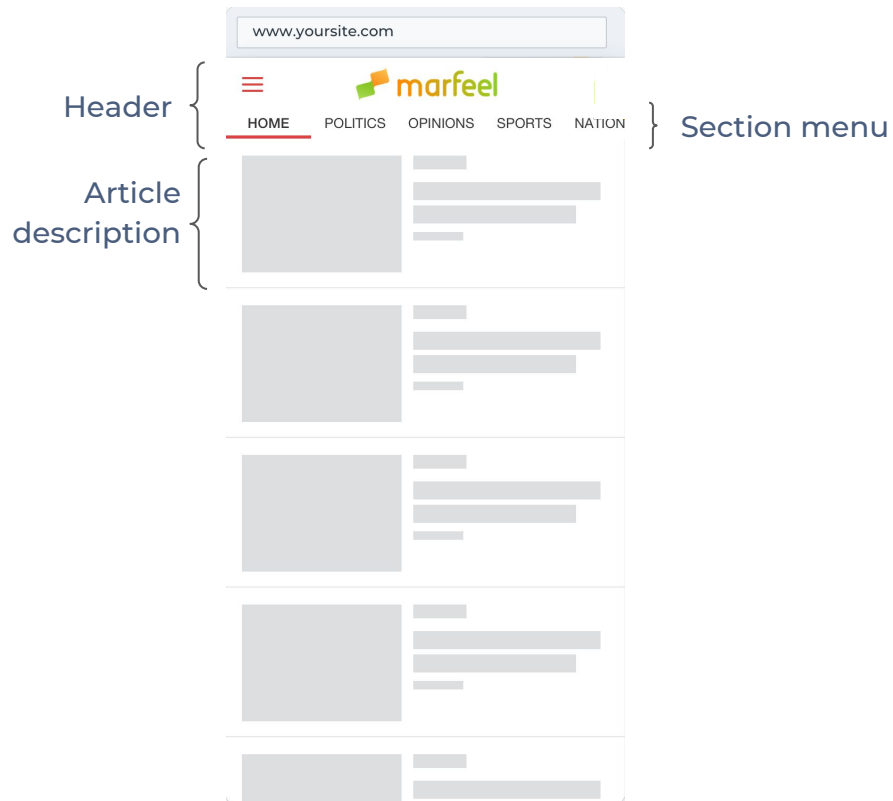 www.yoursite.com
marfeel
Header
HOME POLITICS OPINIONS SPORTS NATION
Section menu
Article
description